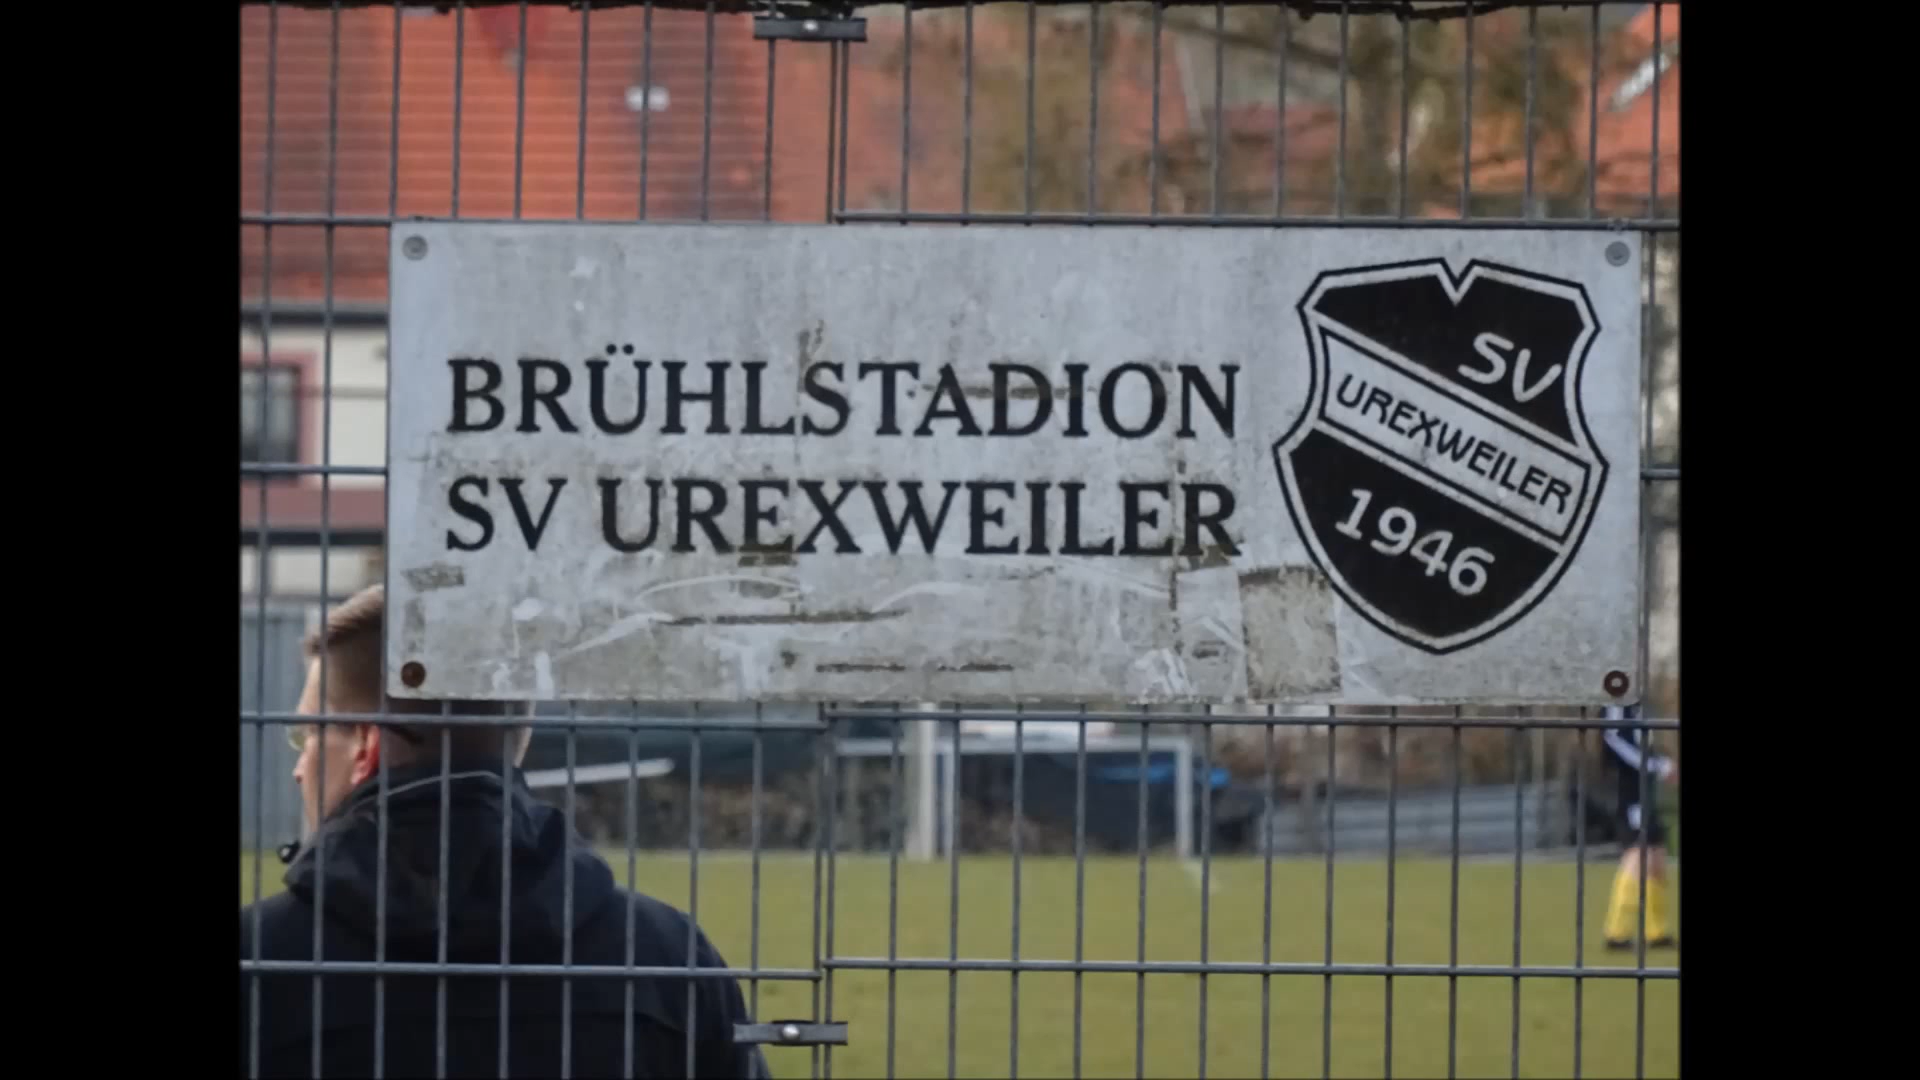 BRÜHLSTADION
SV UREXWEILER
SV
UREXWEILER
1946